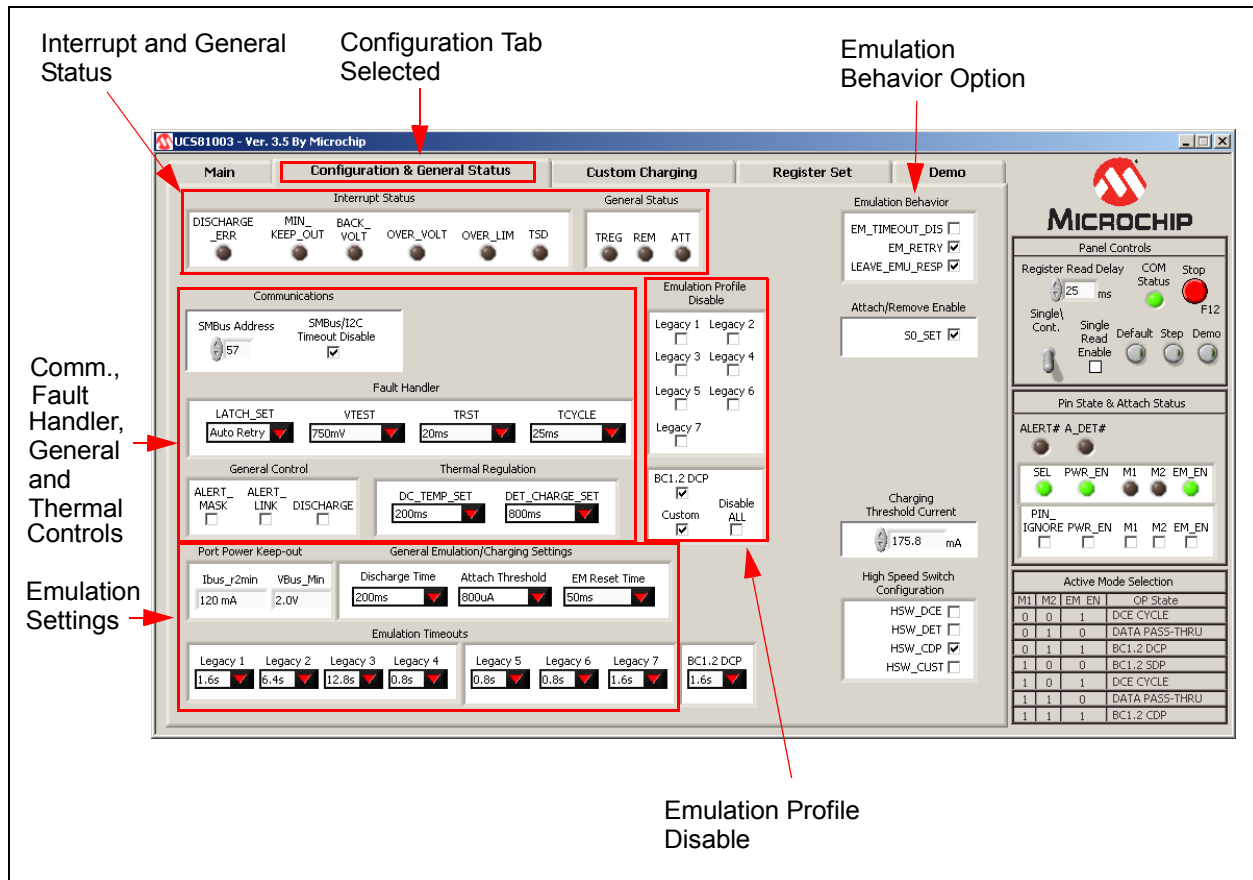 Interrupt and General
Status
Configuration Tab
Selected
Emulation
Behavior Option
UCS81003 - Ver. 3.5 By Microchip
Main
Configuration & General Status
Custom Charging
Register Set
Demo
Interrupt Status
DISCHARGE
_ERR
MIN_
KEEP_OUT
BACK_
VOLT
OVER_VOLT
OVER_LIM
TSD
General Status
TREG
REM
ATT
Emulation Behavior
EM_TIMEOUT_DIS
EM_RETRY
LEAVE_EMU_RESP
Attach/Remove Enable
S0_SET
Comm.,
Fault
Handler,
General
and
Thermal
Controls
Communications
SMBus Address
57
SMBus/I2C
Timeout Disable
Fault Handler
LATCH_SET
Auto Retry
VTEST
750mV
TRST
20ms
TCYCLE
25ms
General Control
ALERT_
MASK
ALERT_
LINK
DISCHARGE
Thermal Regulation
DC_TEMP_SET
200ms
DET_CHARGE_SET
800ms
Emulation Profile
Disable
Legacy 1
Legacy 2
Legacy 3
Legacy 4
Legacy 5
Legacy 6
Legacy 7
BC1.2 DCP
Custom
Disable
ALL
Emulation
Settings
Port Power Keep-out
Ibus_r2min
120 mA
VBus_Min
2.0V
General Emulation/Charging Settings
Discharge Time
200ms
Attach Threshold
800uA
EM Reset Time
50ms
Emulation Timeouts
Legacy 1
1.6s
Legacy 2
6.4s
Legacy 3
12.8s
Legacy 4
0.8s
Legacy 5
0.8s
Legacy 6
0.8s
Legacy 7
1.6s
BC1.2 DCP
1.6s
Charging
Threshold Current
175.8 mA
High Speed Switch
Configuration
HSW_DCE
HSW_DET
HSW_CDP
HSW_CUST
MICROCHIP
Panel Controls
Register Read Delay
25 ms
COM
Status
Stop
F12
Single\
Cont.
Single
Read
Enable
Default
Step
Demo
Pin State & Attach Status
ALERT#
A_DET#
SEL
PWR_EN
M1
M2
EM_EN
PIN_
IGNORE
PWR_EN
M1
M2
EM_EN
Active Mode Selection
M1 M2 EM EN OP State
0 0 1 DCE CYCLE
0 1 0 DATA PASS-THRU
0 1 1 BC1.2 DCP
1 0 0 BC1.2 SDP
1 0 1 DCE CYCLE
1 1 0 DATA PASS-THRU
1 1 1 BC1.2 CDP
Emulation Profile
Disable